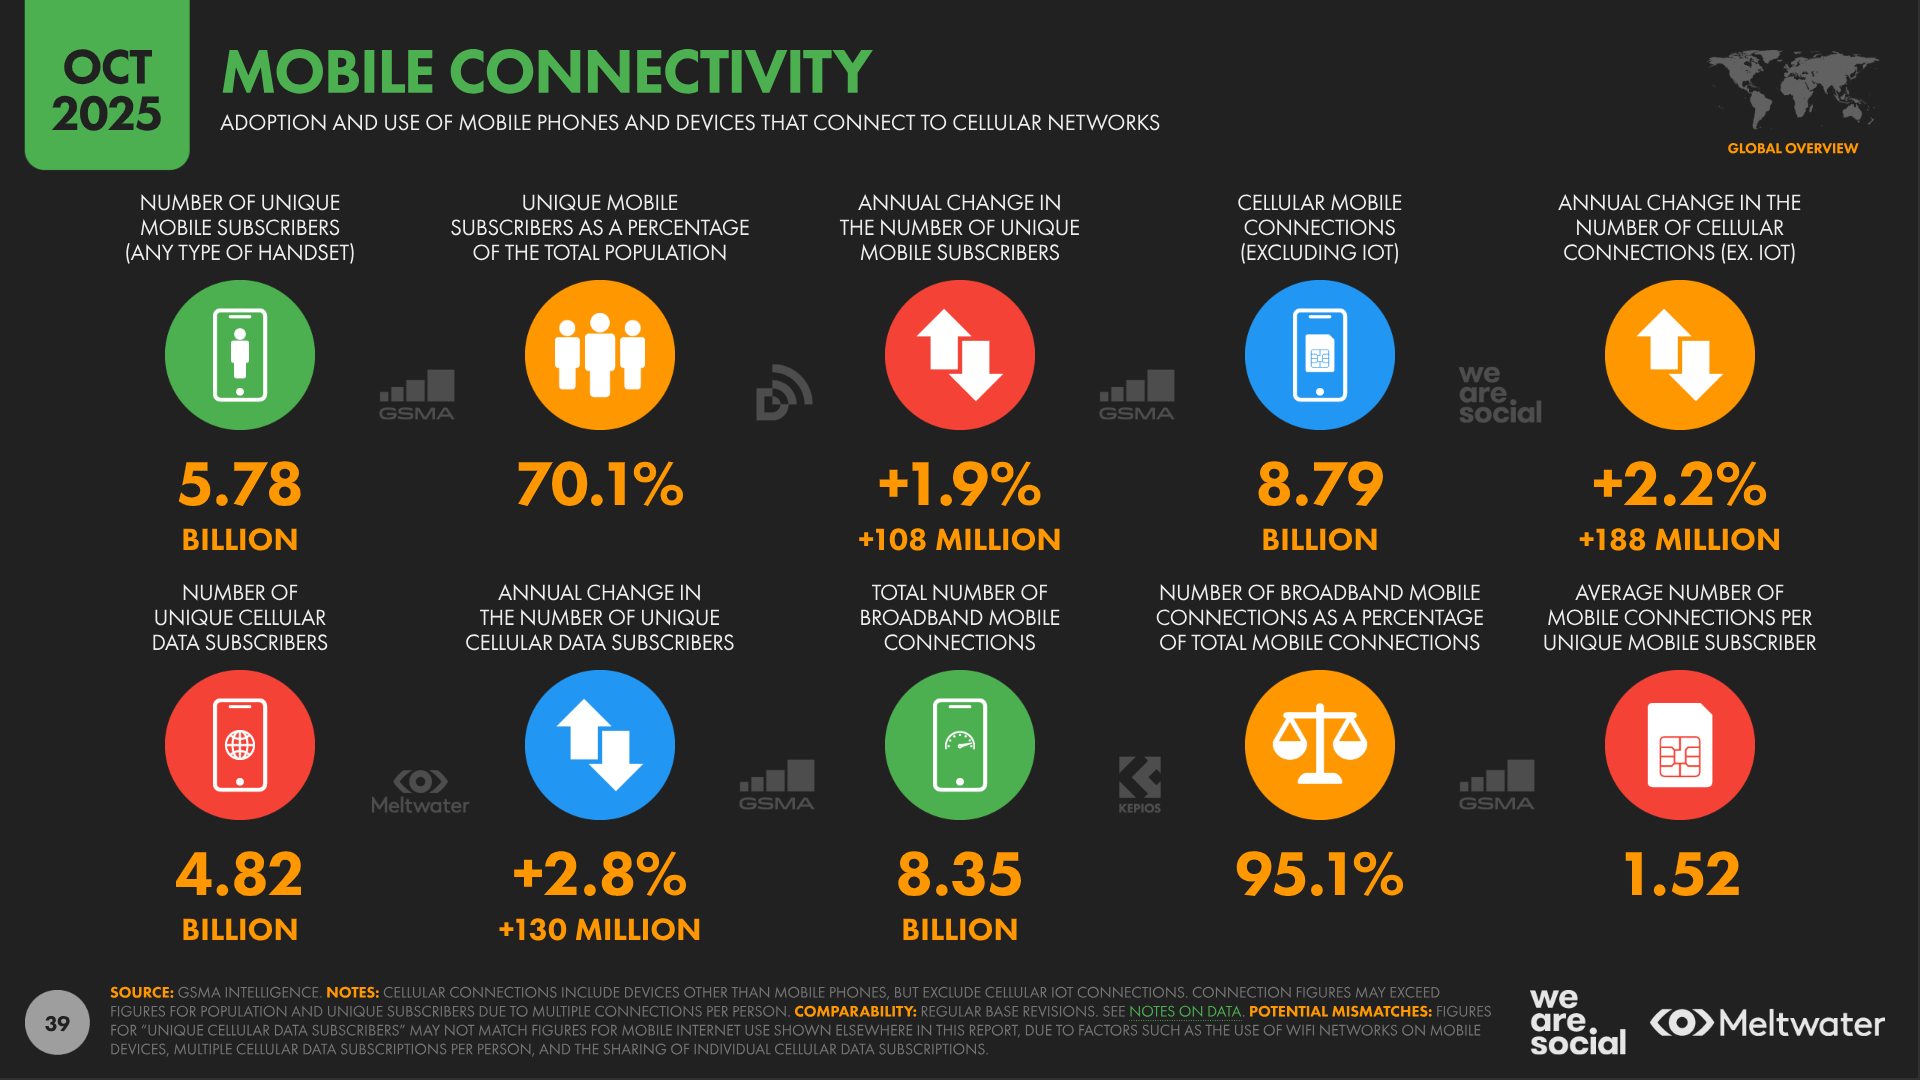 OCT
2025
MOBILE CONNECTIVITY
ADOPTION AND USE OF MOBILE PHONES AND DEVICES THAT CONNECT TO CELLULAR NETWORKS
GLOBAL OVERVIEW
NUMBER OF UNIQUE
MOBILE SUBSCRIBERS
(ANY TYPE OF HANDSET)
5.78
BILLION
UNIQUE MOBILE
SUBSCRIBERS AS A PERCENTAGE
OF THE TOTAL POPULATION
70.1%
ANNUAL CHANGE IN
THE NUMBER OF UNIQUE
MOBILE SUBSCRIBERS
+1.9%
+108 MILLION
CELLULAR MOBILE
CONNECTIONS
(EXCLUDING IOT)
8.79
BILLION
ANNUAL CHANGE IN THE
NUMBER OF CELLULAR
CONNECTIONS (EX. IOT)
+2.2%
+188 MILLION
GSMA
GSMA
we
are
social
NUMBER OF
UNIQUE CELLULAR
DATA SUBSCRIBERS
4.82
BILLION
ANNUAL CHANGE IN
THE NUMBER OF UNIQUE
CELLULAR DATA SUBSCRIBERS
+2.8%
+130 MILLION
TOTAL NUMBER OF
BROADBAND MOBILE
CONNECTIONS
8.35
BILLION
NUMBER OF BROADBAND MOBILE
CONNECTIONS AS A PERCENTAGE
OF TOTAL MOBILE CONNECTIONS
95.1%
AVERAGE NUMBER OF
MOBILE CONNECTIONS PER
UNIQUE MOBILE SUBSCRIBER
1.52
Meltwater
GSMA
KEPIOS
GSMA
39
SOURCE: GSMA INTELLIGENCE. NOTES: CELLULAR CONNECTIONS INCLUDE DEVICES OTHER THAN MOBILE PHONES, BUT EXCLUDE CELLULAR IOT CONNECTIONS. CONNECTION FIGURES MAY EXCEED
FIGURES FOR POPULATION AND UNIQUE SUBSCRIBERS DUE TO MULTIPLE CONNECTIONS PER PERSON. COMPARABILITY: REGULAR BASE REVISIONS. SEE NOTES ON DATA. POTENTIAL MISMATCHES: FIGURES
FOR “UNIQUE CELLULAR DATA SUBSCRIBERS” MAY NOT MATCH FIGURES FOR MOBILE INTERNET USE SHOWN ELSEWHERE IN THIS REPORT, DUE TO FACTORS SUCH AS THE USE OF WIFI NETWORKS ON MOBILE
DEVICES, MULTIPLE CELLULAR DATA SUBSCRIPTIONS PER PERSON, AND THE SHARING OF INDIVIDUAL CELLULAR DATA SUBSCRIPTIONS.
we
are
social
Meltwater